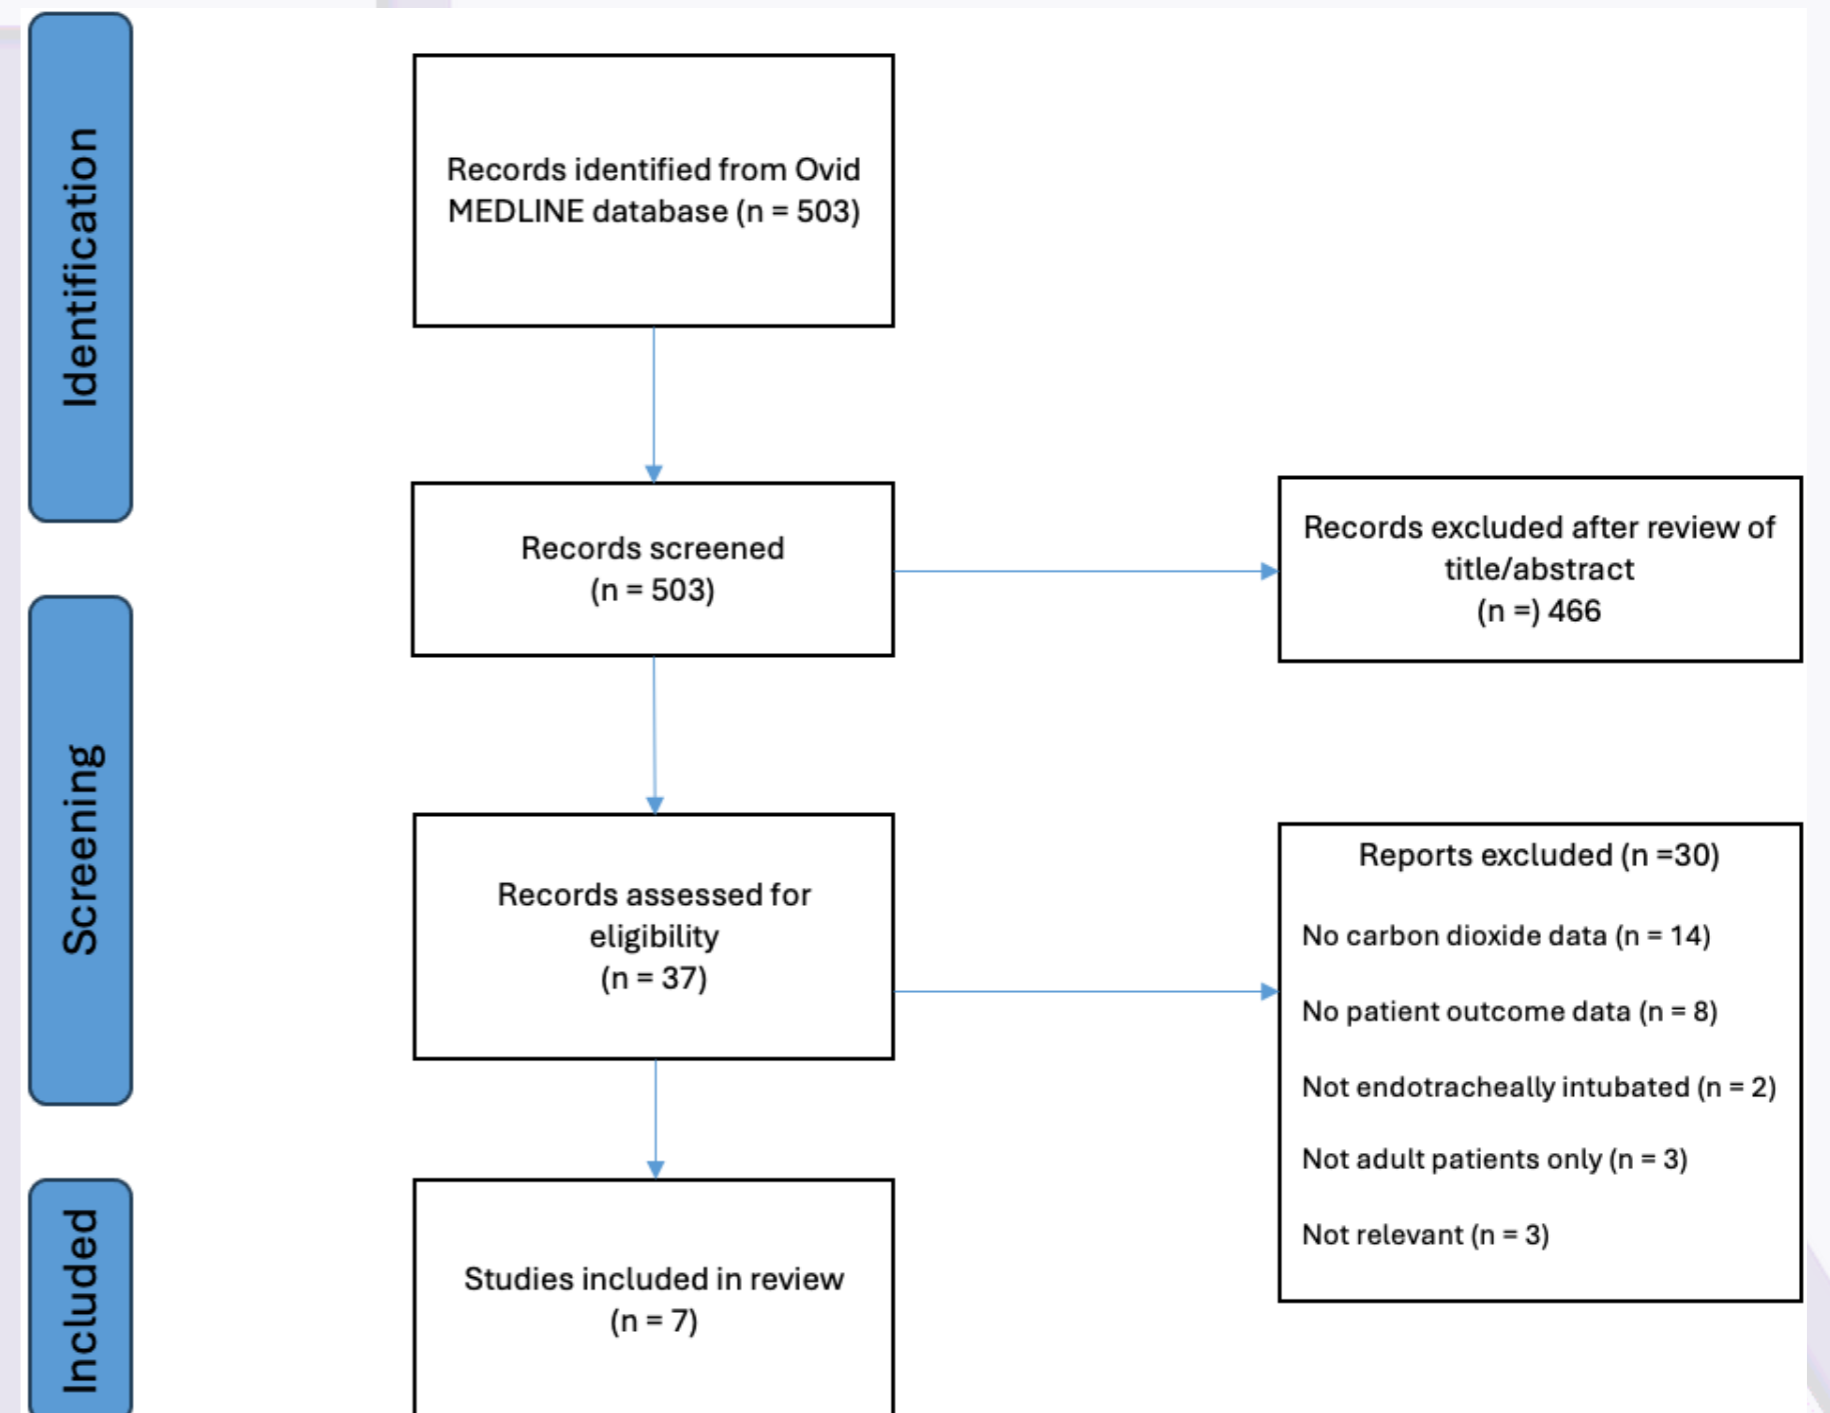 Identification
Records identified from Ovid
MEDLINE database (n = 503)
Records screened
(n = 503)
Records excluded after review of
title/abstract
(n =) 466
Screening
Records assessed for
eligibility
(n = 37)
Reports excluded (n =30)
No carbon dioxide data (n = 14)
No patient outcome data (n = 8)
Not endotracheally intubated (n = 2)
Not adult patients only (n = 3)
Not relevant (n = 3)
Included
Studies included in review
(n = 7)